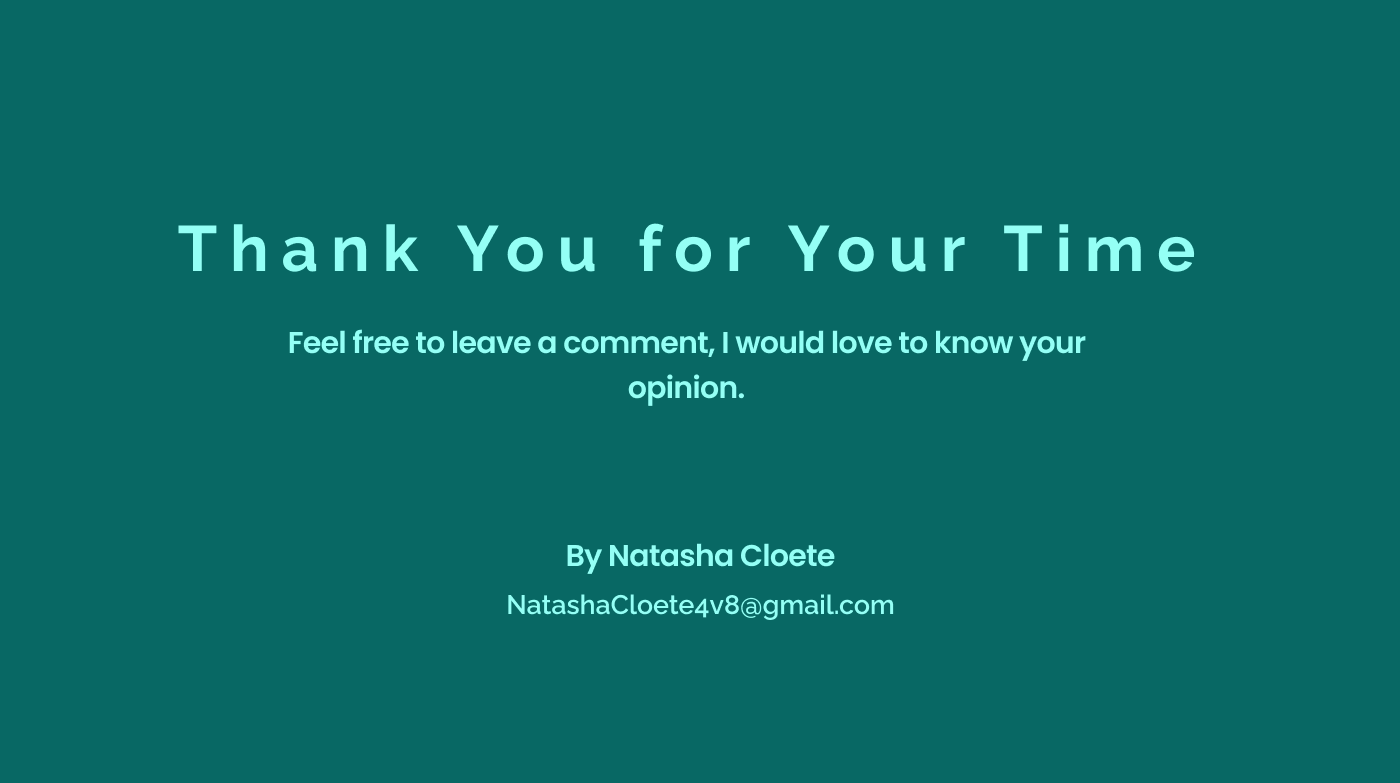 Thank You for Your Time
Feel free to leave a comment, I would love to know your
opinion.
By Natasha Cloete
NatashaCloete4v8@gmail.com